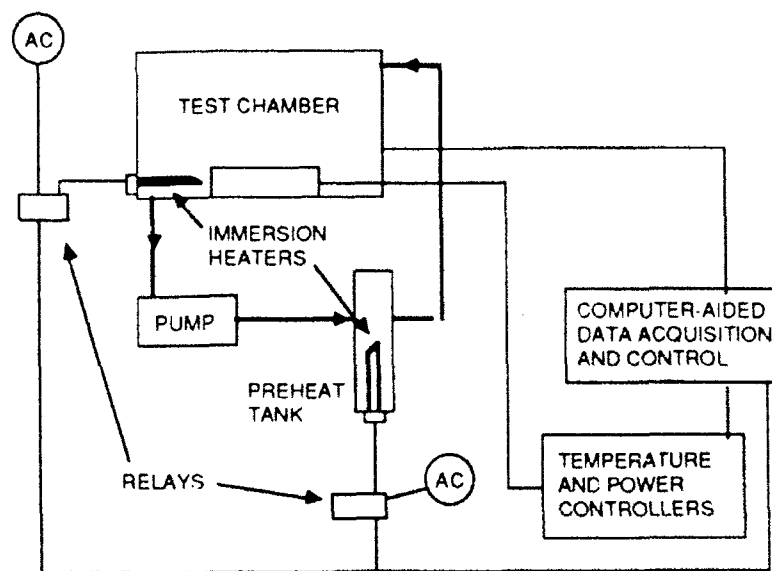 AC
TEST CHAMBER
IMMERSION
HEATERS
PUMP
COMPUTER-AIDED
DATA ACQUISITION
AND CONTROL
PREHEAT
TANK
RELAYS
AC
TEMPERATURE
AND POWER
CONTROLLERS